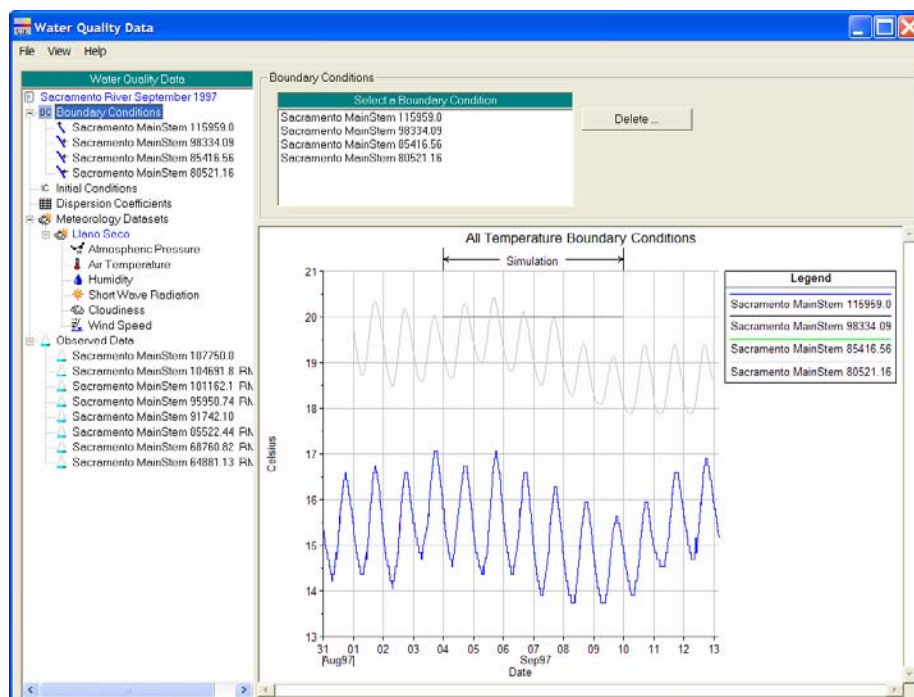 Water Quality Data
File View Help
Water Quality Data
Sacramento River September 1997
BC Boundary Conditions
Sacramento MainStem 115959.0
Sacramento MainStem 98334.09
Sacramento MainStem 85416.56
Sacramento MainStem 80521.16
IC Initial Conditions
Dispersion Coefficients
Meteorology Datasets
Llano Seco
Atmospheric Pressure
Air Temperature
Humidity
Short Wave Radiation
Cloudiness
Wind Speed
Observed Data
Sacramento MainStem 107750.0
Sacramento MainStem 104691.8 RM
Sacramento MainStem 101162.1 RM
Sacramento MainStem 95950.74 RM
Sacramento MainStem 91742.10
Sacramento MainStem 85522.44 RM
Sacramento MainStem 68760.82 RM
Sacramento MainStem 64881.13 RM
Boundary Conditions
Select a Boundary Condition
Sacramento MainStem 115959.0
Sacramento MainStem 98334.09
Sacramento MainStem 85416.56
Sacramento MainStem 80521.16
Delete ...
All Temperature Boundary Conditions
Simulation
21
20
19
18
17
16
15
14
13
Celsius
31 01 02 03 04 05 06 07 08 09 10 11 12 13
Aug97 Sep97
Date
Legend
Sacramento MainStem 115959.0
Sacramento MainStem 98334.09
Sacramento MainStem 85416.56
Sacramento MainStem 80521.16